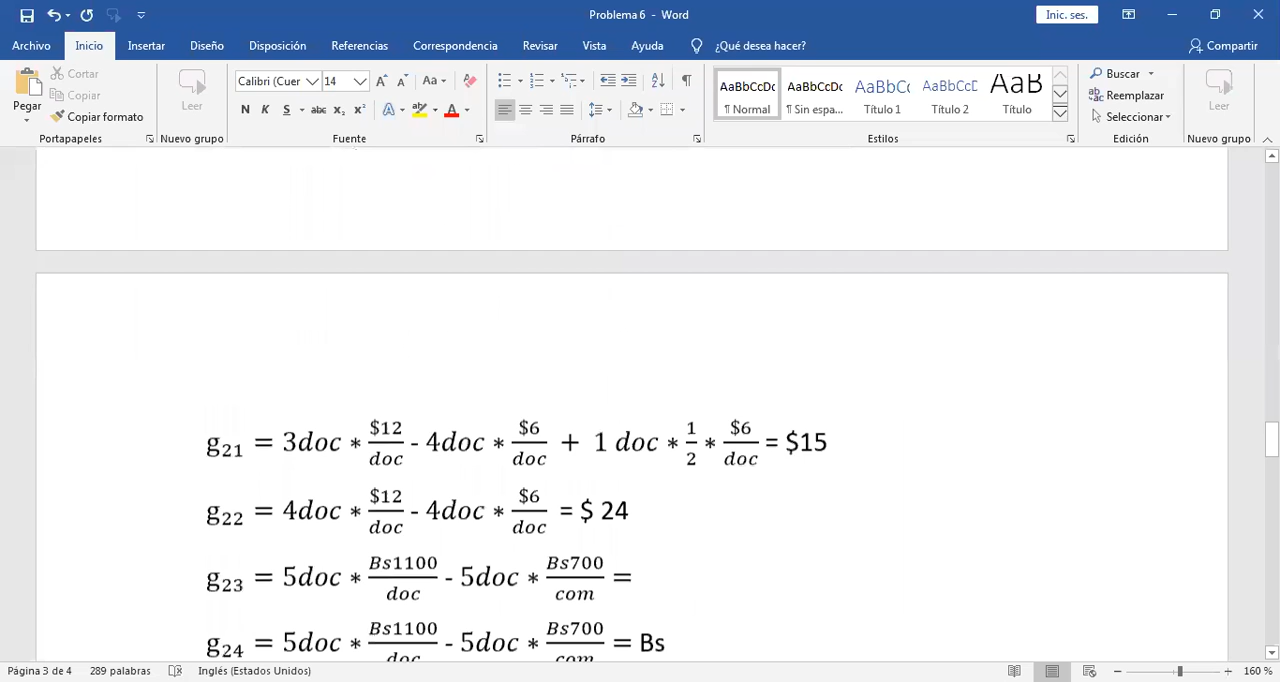 Problema 6 - Word
Inic. ses.
Archivo Inicio Insertar Diseño Disposición Referencias Correspondencia Revisar Vista Ayuda ¿Qué desea hacer? Compartir
Pegar
Cortar
Copiar
Copiar formato
Portapapeles
Leer
Nuevo grupo
Calibri (Cuer 14
Fuente
Párrafo
AaBbCcDc AaBbCcDc AaBbCc AaBbCcD AaB
¶ Normal ¶ Sin espa... Título 1 Título 2 Título
Estilos
Buscar
Reemplazar
Seleccionar
Edición
Leer
Nuevo grupo
g21 = 3doc * $12/doc - 4doc * $6/doc + 1 doc * 1/2 * $6/doc = $15
g22 = 4doc * $12/doc - 4doc * $6/doc = $ 24
g23 = 5doc * Bs1100/doc - 5doc * Bs700/com =
g24 = 5doc * Bs1100/doc - 5doc * Bs700/com = Bs
Página 3 de 4 289 palabras Inglés (Estados Unidos) 160 %